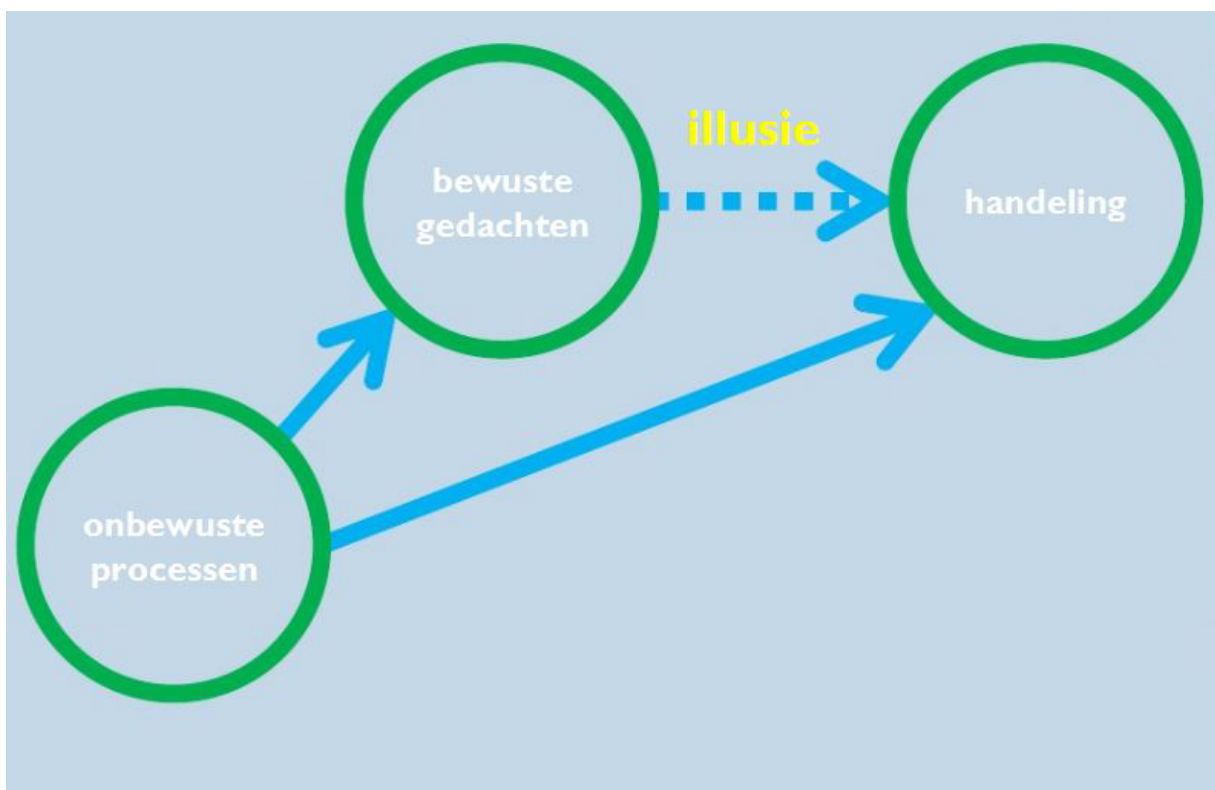 illusie
bewuste
gedachten
handeling
onbewuste
processen